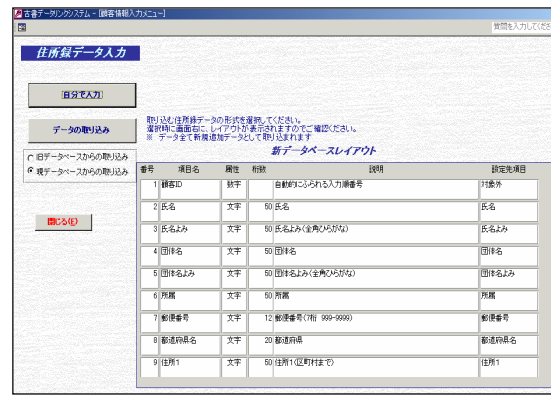 古書データリンクシステム - [顧客情報入力メニュー]
質問を入力してくださ
住所録データ入力
自分で入力
データの取り込み
取り込む住所録データの形式を選択してください。
選択時に画面右に、レイアウトが表示されますのでご確認ください。
※ データ全て新規追加データとして取り込まれます
旧データベースからの取り込み
現データベースからの取り込み
閉じる(E)
新データベースレイアウト
番号 項目名 属性 桁数 説明 設定先項目
1 顧客ID 数字 自動的にふられる入力順番号 対象外
2 氏名 文字 50 氏名 氏名
3 氏名よみ 文字 50 氏名よみ(全角ひらがな) 氏名よみ
4 団体名 文字 50 団体名 団体名
5 団体名よみ 文字 50 団体名よみ(全角ひらがな) 団体名よみ
6 所属 文字 50 所属 所属
7 郵便番号 文字 12 郵便番号(7桁 999-9999) 郵便番号
8 都道府県名 文字 20 都道府県 都道府県名
9 住所1 文字 50 住所1(区町村まで) 住所1